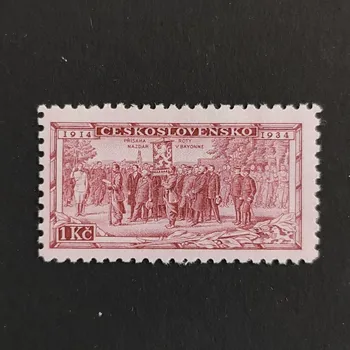 ČESKOSLOVENSKO
1914 1934
PŘÍSAHA ROTY
NAZDAR V BAYONNE
1 Kč